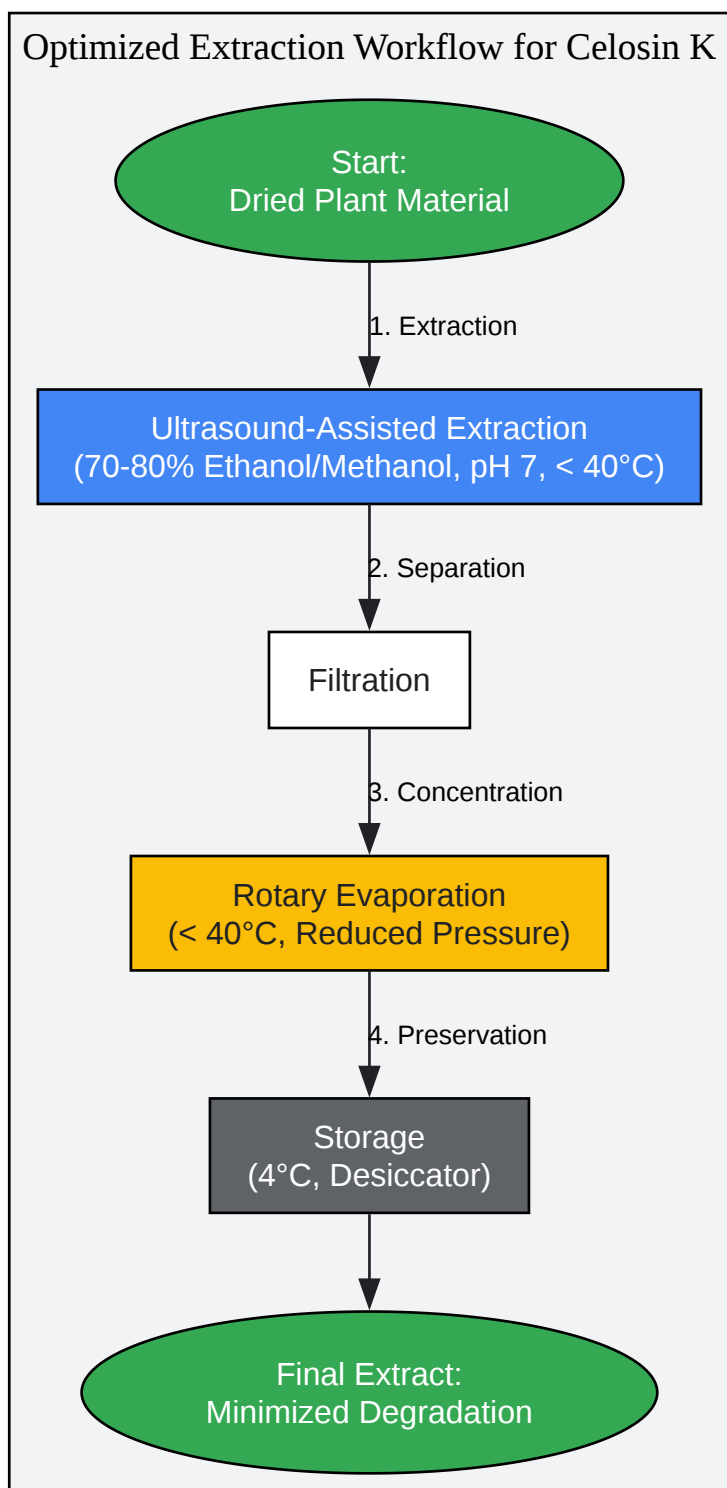 Optimized Extraction Workflow for Celosin K
Start:
Dried Plant Material
1. Extraction
Ultrasound-Assisted Extraction
(70-80% Ethanol/Methanol, pH 7, < 40°C)
2. Separation
Filtration
3. Concentration
Rotary Evaporation
(< 40°C, Reduced Pressure)
4. Preservation
Storage
(4°C, Desiccator)
Final Extract:
Minimized Degradation